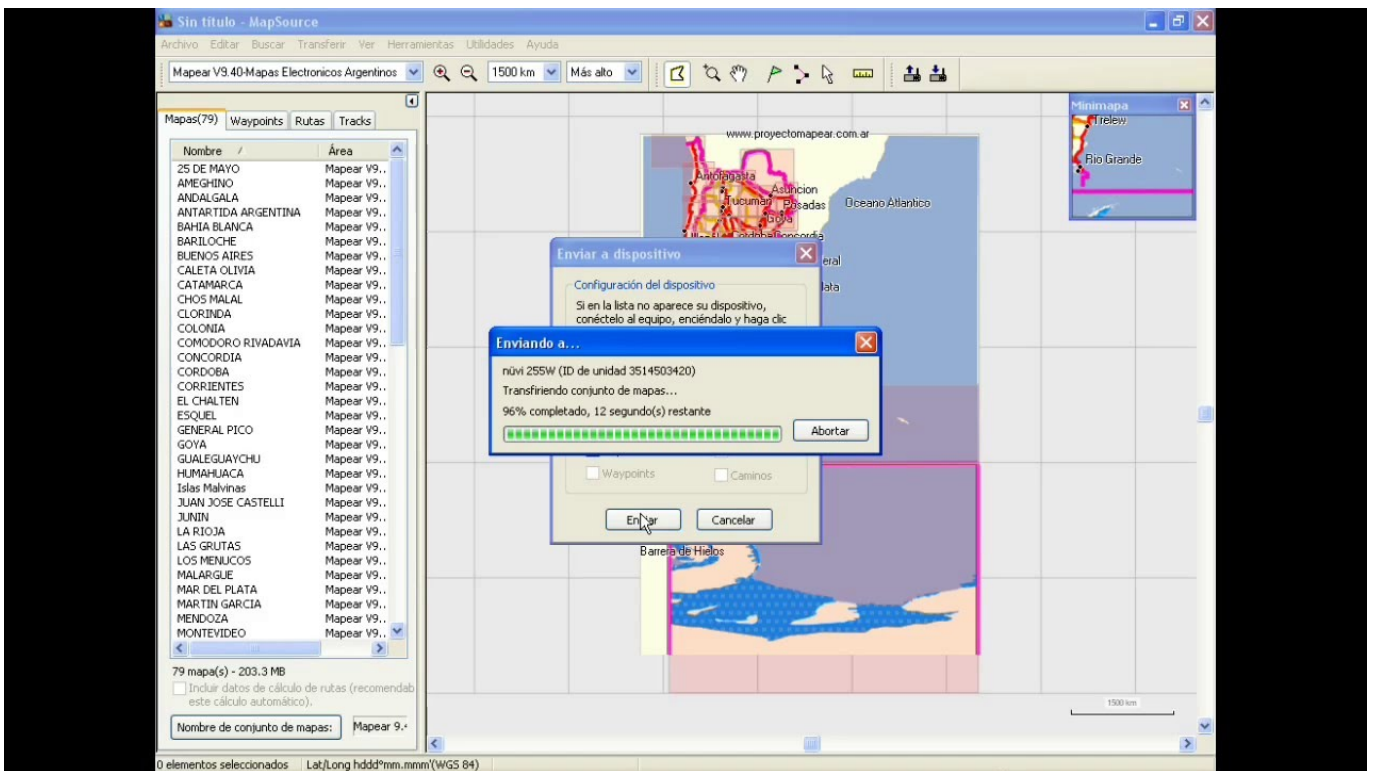 Sin título - MapSource
Archivo Editar Buscar Transferir Ver Herramientas Utilidades Ayuda
Mapear V9.40-Mapas Electronicos Argentinos 1500 km Más alto
Mapas(79) Waypoints Rutas Tracks
Nombre Área
25 DE MAYO Mapear V9..
AMEGHINO Mapear V9..
ANDALGALA Mapear V9..
ANTARTIDA ARGENTINA Mapear V9..
BAHIA BLANCA Mapear V9..
BARILOCHE Mapear V9..
BUENOS AIRES Mapear V9..
CALETA OLIVIA Mapear V9..
CATAMARCA Mapear V9..
CHOS MALAL Mapear V9..
CLORINDA Mapear V9..
COLONIA Mapear V9..
COMODORO RIVADAVIA Mapear V9..
CONCORDIA Mapear V9..
CORDOBA Mapear V9..
CORRIENTES Mapear V9..
EL CHALTEN Mapear V9..
ESQUEL Mapear V9..
GENERAL PICO Mapear V9..
GOYA Mapear V9..
GUALEGUAYCHU Mapear V9..
HUMAHUACA Mapear V9..
Islas Malvinas Mapear V9..
JUAN JOSE CASTELLI Mapear V9..
JUNIN Mapear V9..
LA RIOJA Mapear V9..
LAS GRUTAS Mapear V9..
LOS MENUCOS Mapear V9..
MALARGUE Mapear V9..
MAR DEL PLATA Mapear V9..
MARTIN GARCIA Mapear V9..
MENDOZA Mapear V9..
MONTEVIDEO Mapear V9..
79 mapa(s) - 203.3 MB
Incluir datos de cálculo de rutas (recomendab
este cálculo automático).
Nombre de conjunto de mapas: Mapear 9.
0 elementos seleccionados Lat/Long hddd°mm.mmm'(WGS 84)
www.proyectomapear.com.ar
Antofagasta
Asuncion
Tucuman Posadas
Goya
Oceano Atlantico
Cordoba Concordia
eral
lata
Barrera de Hielos
1500 km
Minimapa
Trelew
Rio Grande
Enviar a dispositivo
Configuración del dispositivo
Si en la lista no aparece su dispositivo,
conéctelo al equipo, enciéndalo y haga clic
Enviando a...
nüvi 255W (ID de unidad 3514503420)
Transfiriendo conjunto de mapas...
96% completado, 12 segundo(s) restante
Abortar
Waypoints Caminos
Enviar Cancelar